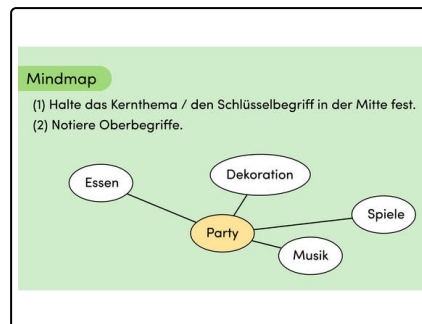 Mindmap
(1) Halte das Kernthema / den Schlüsselbegriff in der Mitte fest.
(2) Notiere Oberbegriffe.
Dekoration
Essen
Spiele
Party
Musik